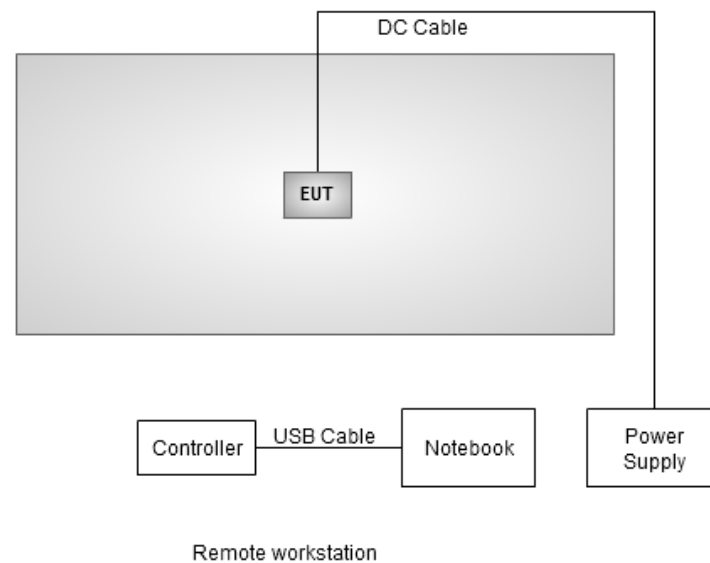 DC Cable
EUT
Controller
USB Cable
Notebook
Power
Supply
Remote workstation